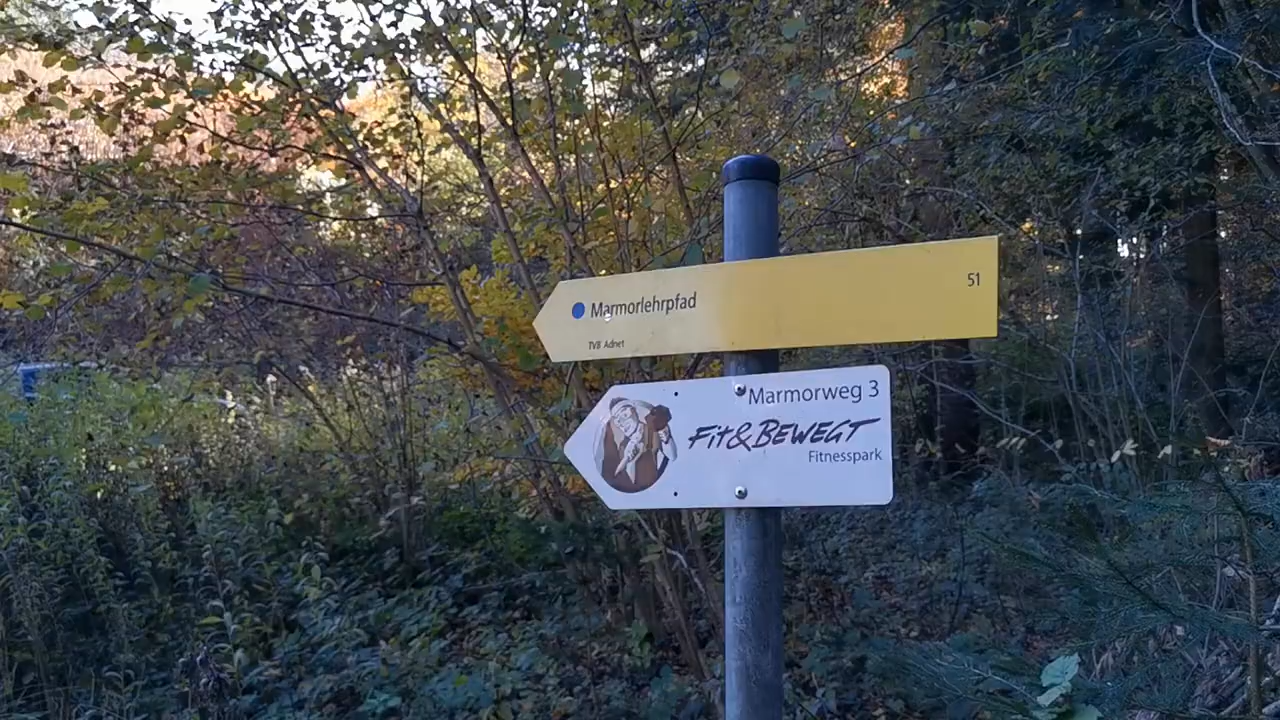 Marmorlehrpfad
51
TVB Adnet
Marmorweg 3
Fit&BEWEGT
Fitnesspark